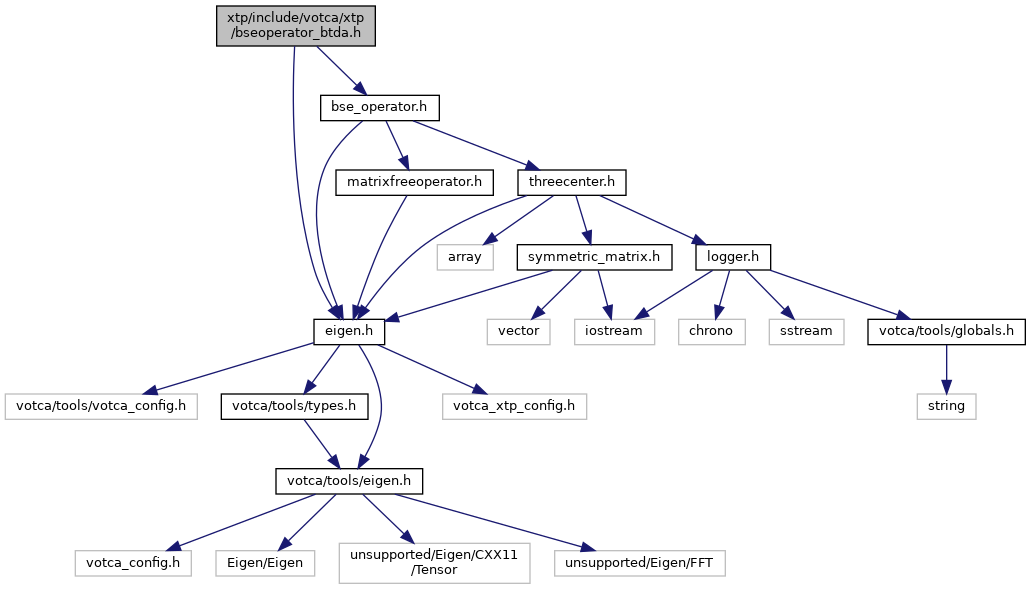 xtp/include/votca/xtp
/bseoperator_btda.h
bse_operator.h
matrixfreeoperator.h
threecenter.h
array
symmetric_matrix.h
logger.h
eigen.h
vector
iostream
chrono
sstream
votca/tools/globals.h
votca/tools/votca_config.h
votca/tools/types.h
votca_xtp_config.h
string
votca/tools/eigen.h
votca_config.h
Eigen/Eigen
unsupported/Eigen/CXX11
/Tensor
unsupported/Eigen/FFT